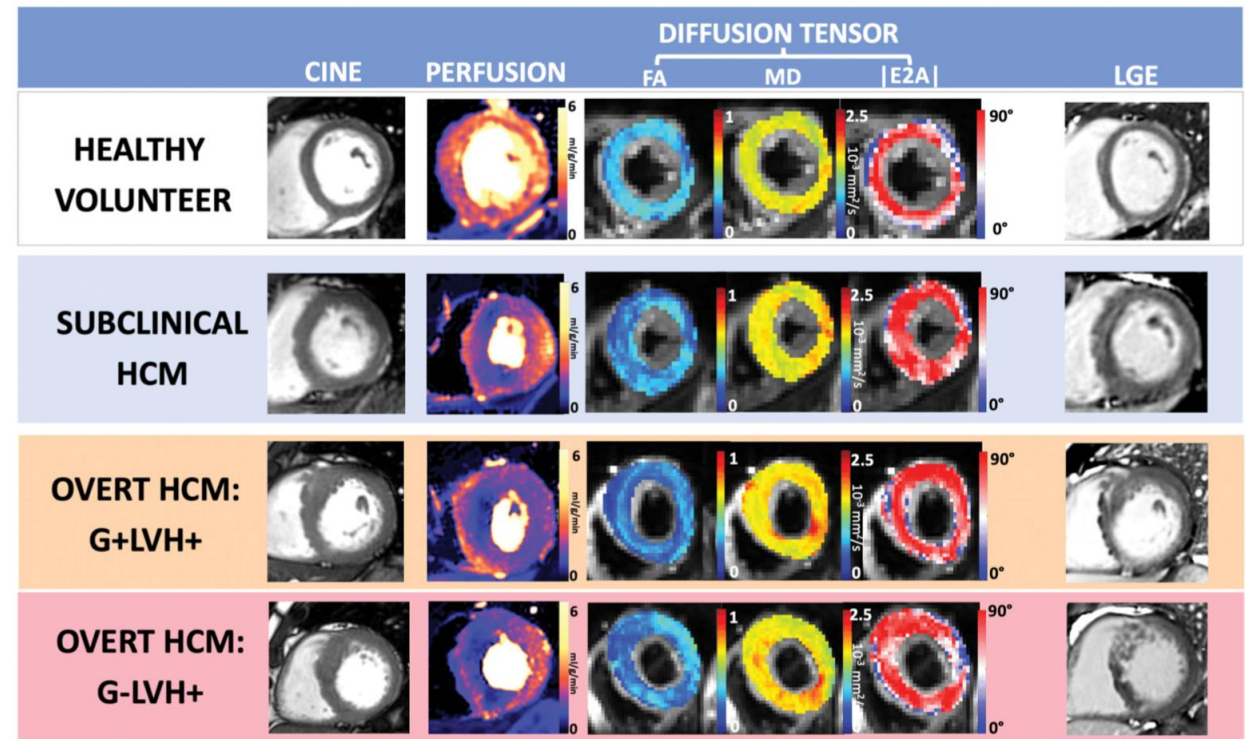 DIFFUSION TENSOR
CINE PERFUSION FA MD |E2A| LGE
HEALTHY
VOLUNTEER
6
ml/g/min
0
1
0
2.5
10-3 mm2/s
0
90°
0°
SUBCLINICAL
HCM
6
ml/g/min
0
1
0
2.5
10-3 mm2/s
0
90°
0°
OVERT HCM:
G+LVH+
6
ml/g/min
0
1
0
2.5
10-3 mm2/s
0
90°
0°
OVERT HCM:
G-LVH+
6
ml/g/min
0
1
0
2.5
10-3 mm2/s
0
90°
0°